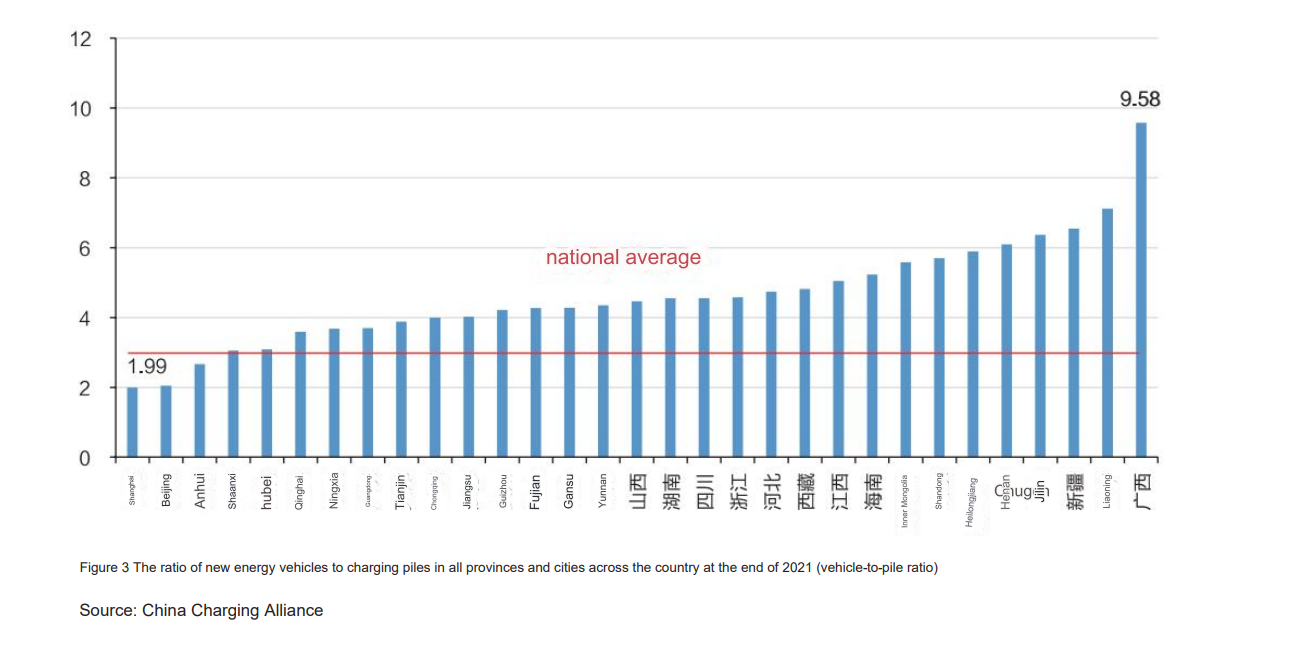 12
10
9.58
8
6
national average
4
1.99
2
0
Shanghai
Beijing
Anhui
Shaanxi
hubei
Qinghai
Ningxia
Guangdong
Tianjin
Chongqing
Jiangsu
Guizhou
Fujian
Gansu
Yunnan
山西
湖南
四川
浙江
河北
西藏
江西
海南
Inner Mongolia
Shandong
Heilongjiang
Henan
Jilin
新疆
Liaoning
广西
Figure 3 The ratio of new energy vehicles to charging piles in all provinces and cities across the country at the end of 2021 (vehicle-to-pile ratio)
Source: China Charging Alliance